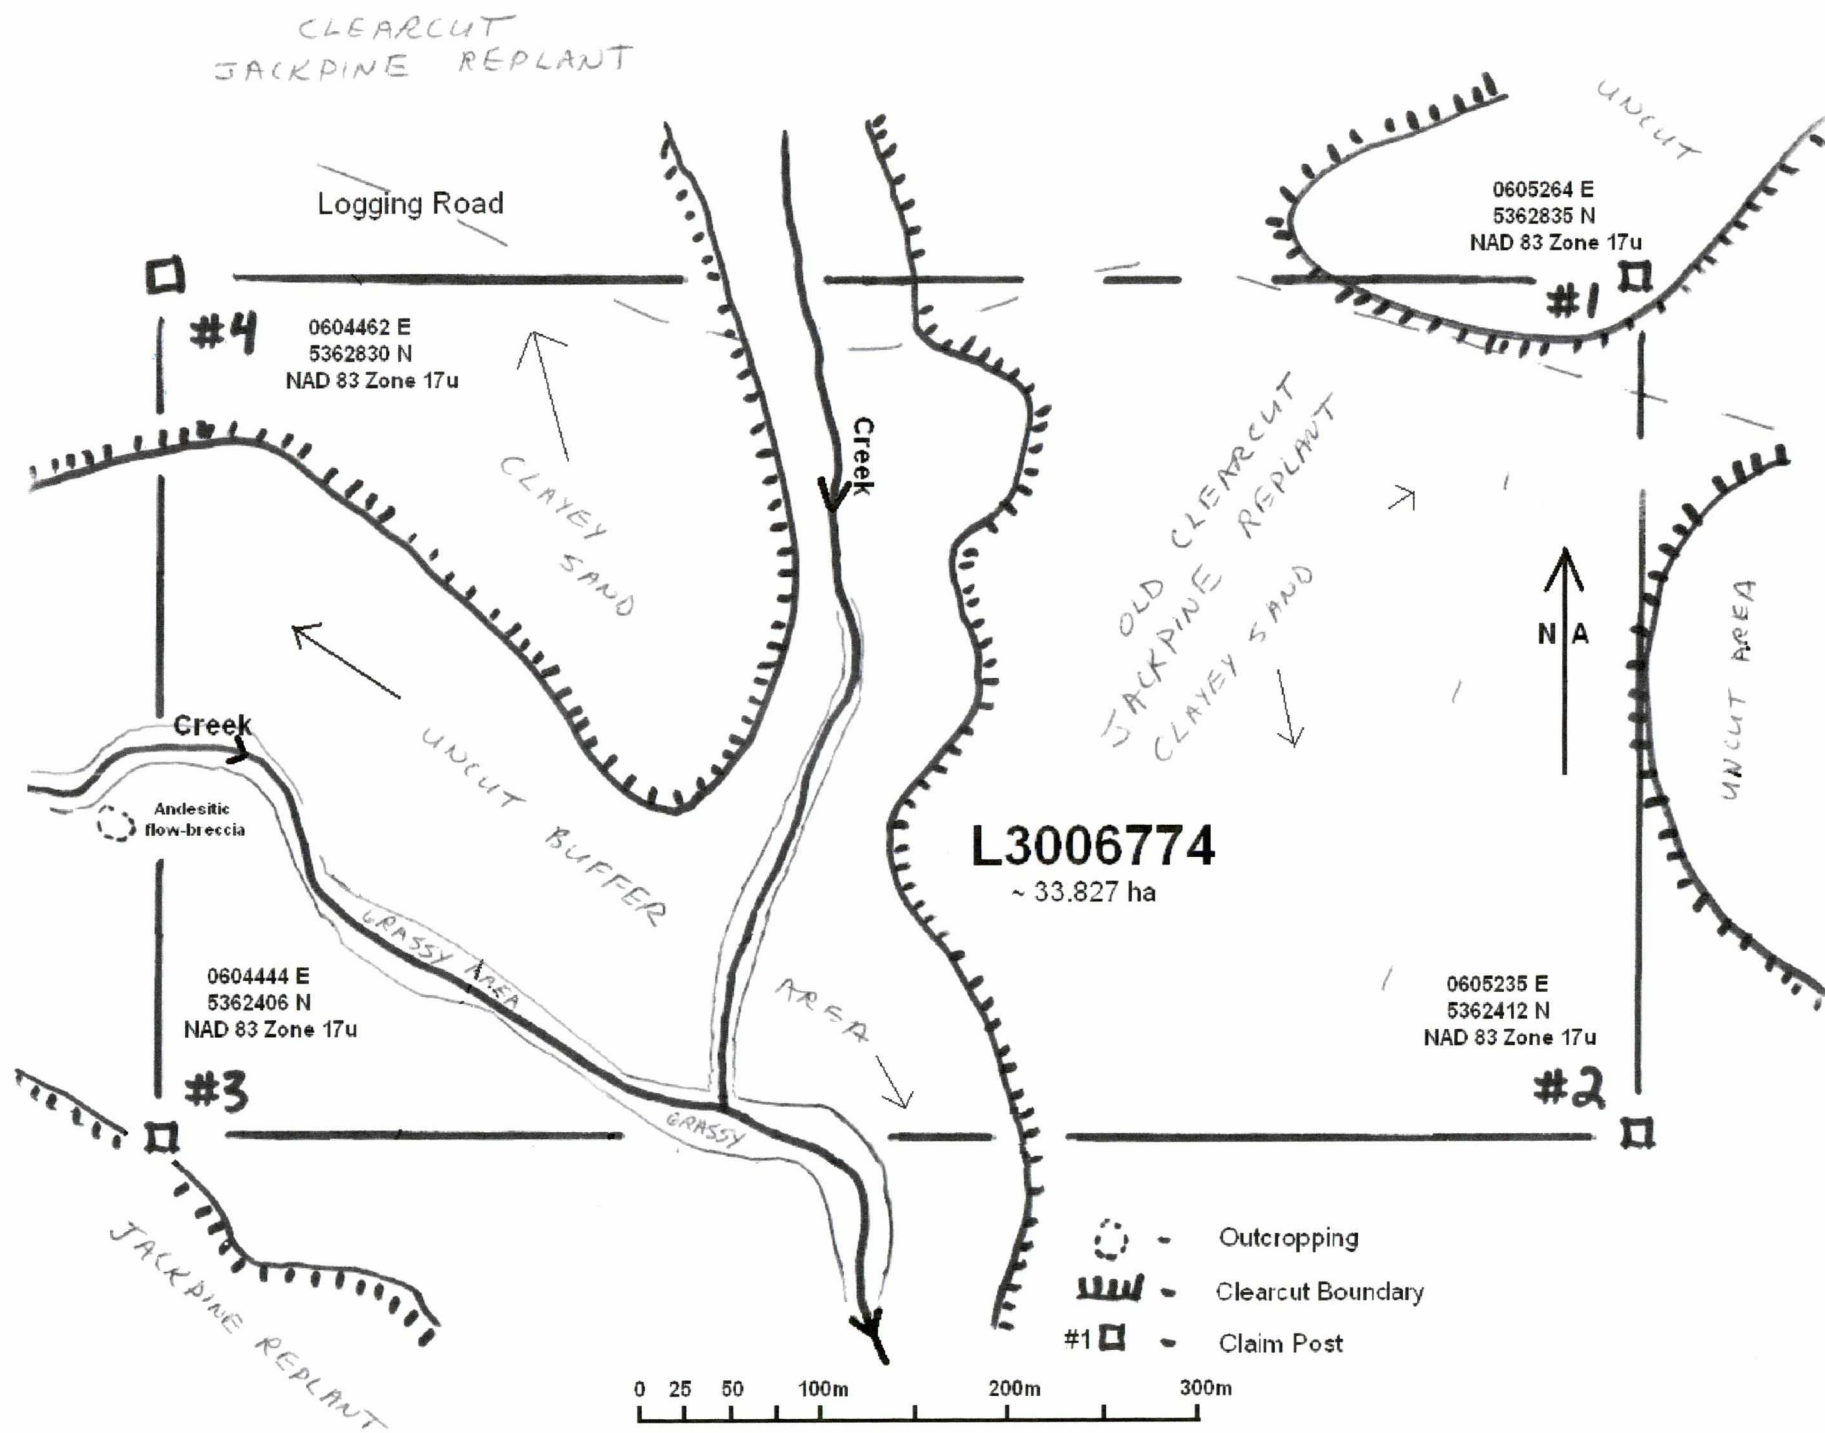 CLEARCUT
JACKPINE REPLANT
UNCUT
Logging Road
0605264 E
5362835 N
NAD 83 Zone 17u
#1
#4
0604462 E
5362830 N
NAD 83 Zone 17u
Creek
CLAYEY
SAND
OLD CLEARCUT
JACKPINE REPLANT
CLAYEY SAND
N A
UNCUT AREA
Creek
Andesitic
flow-breccia
UNCUT BUFFER
AREA
L3006774
~ 33.827 ha
GRASSY AREA
0604444 E
5362406 N
NAD 83 Zone 17u
#3
0605235 E
5362412 N
NAD 83 Zone 17u
#2
GRASSY
JACKPINE REPLANT
- Outcropping
- Clearcut Boundary
#1 - Claim Post
0 25 50 100m 200m 300m